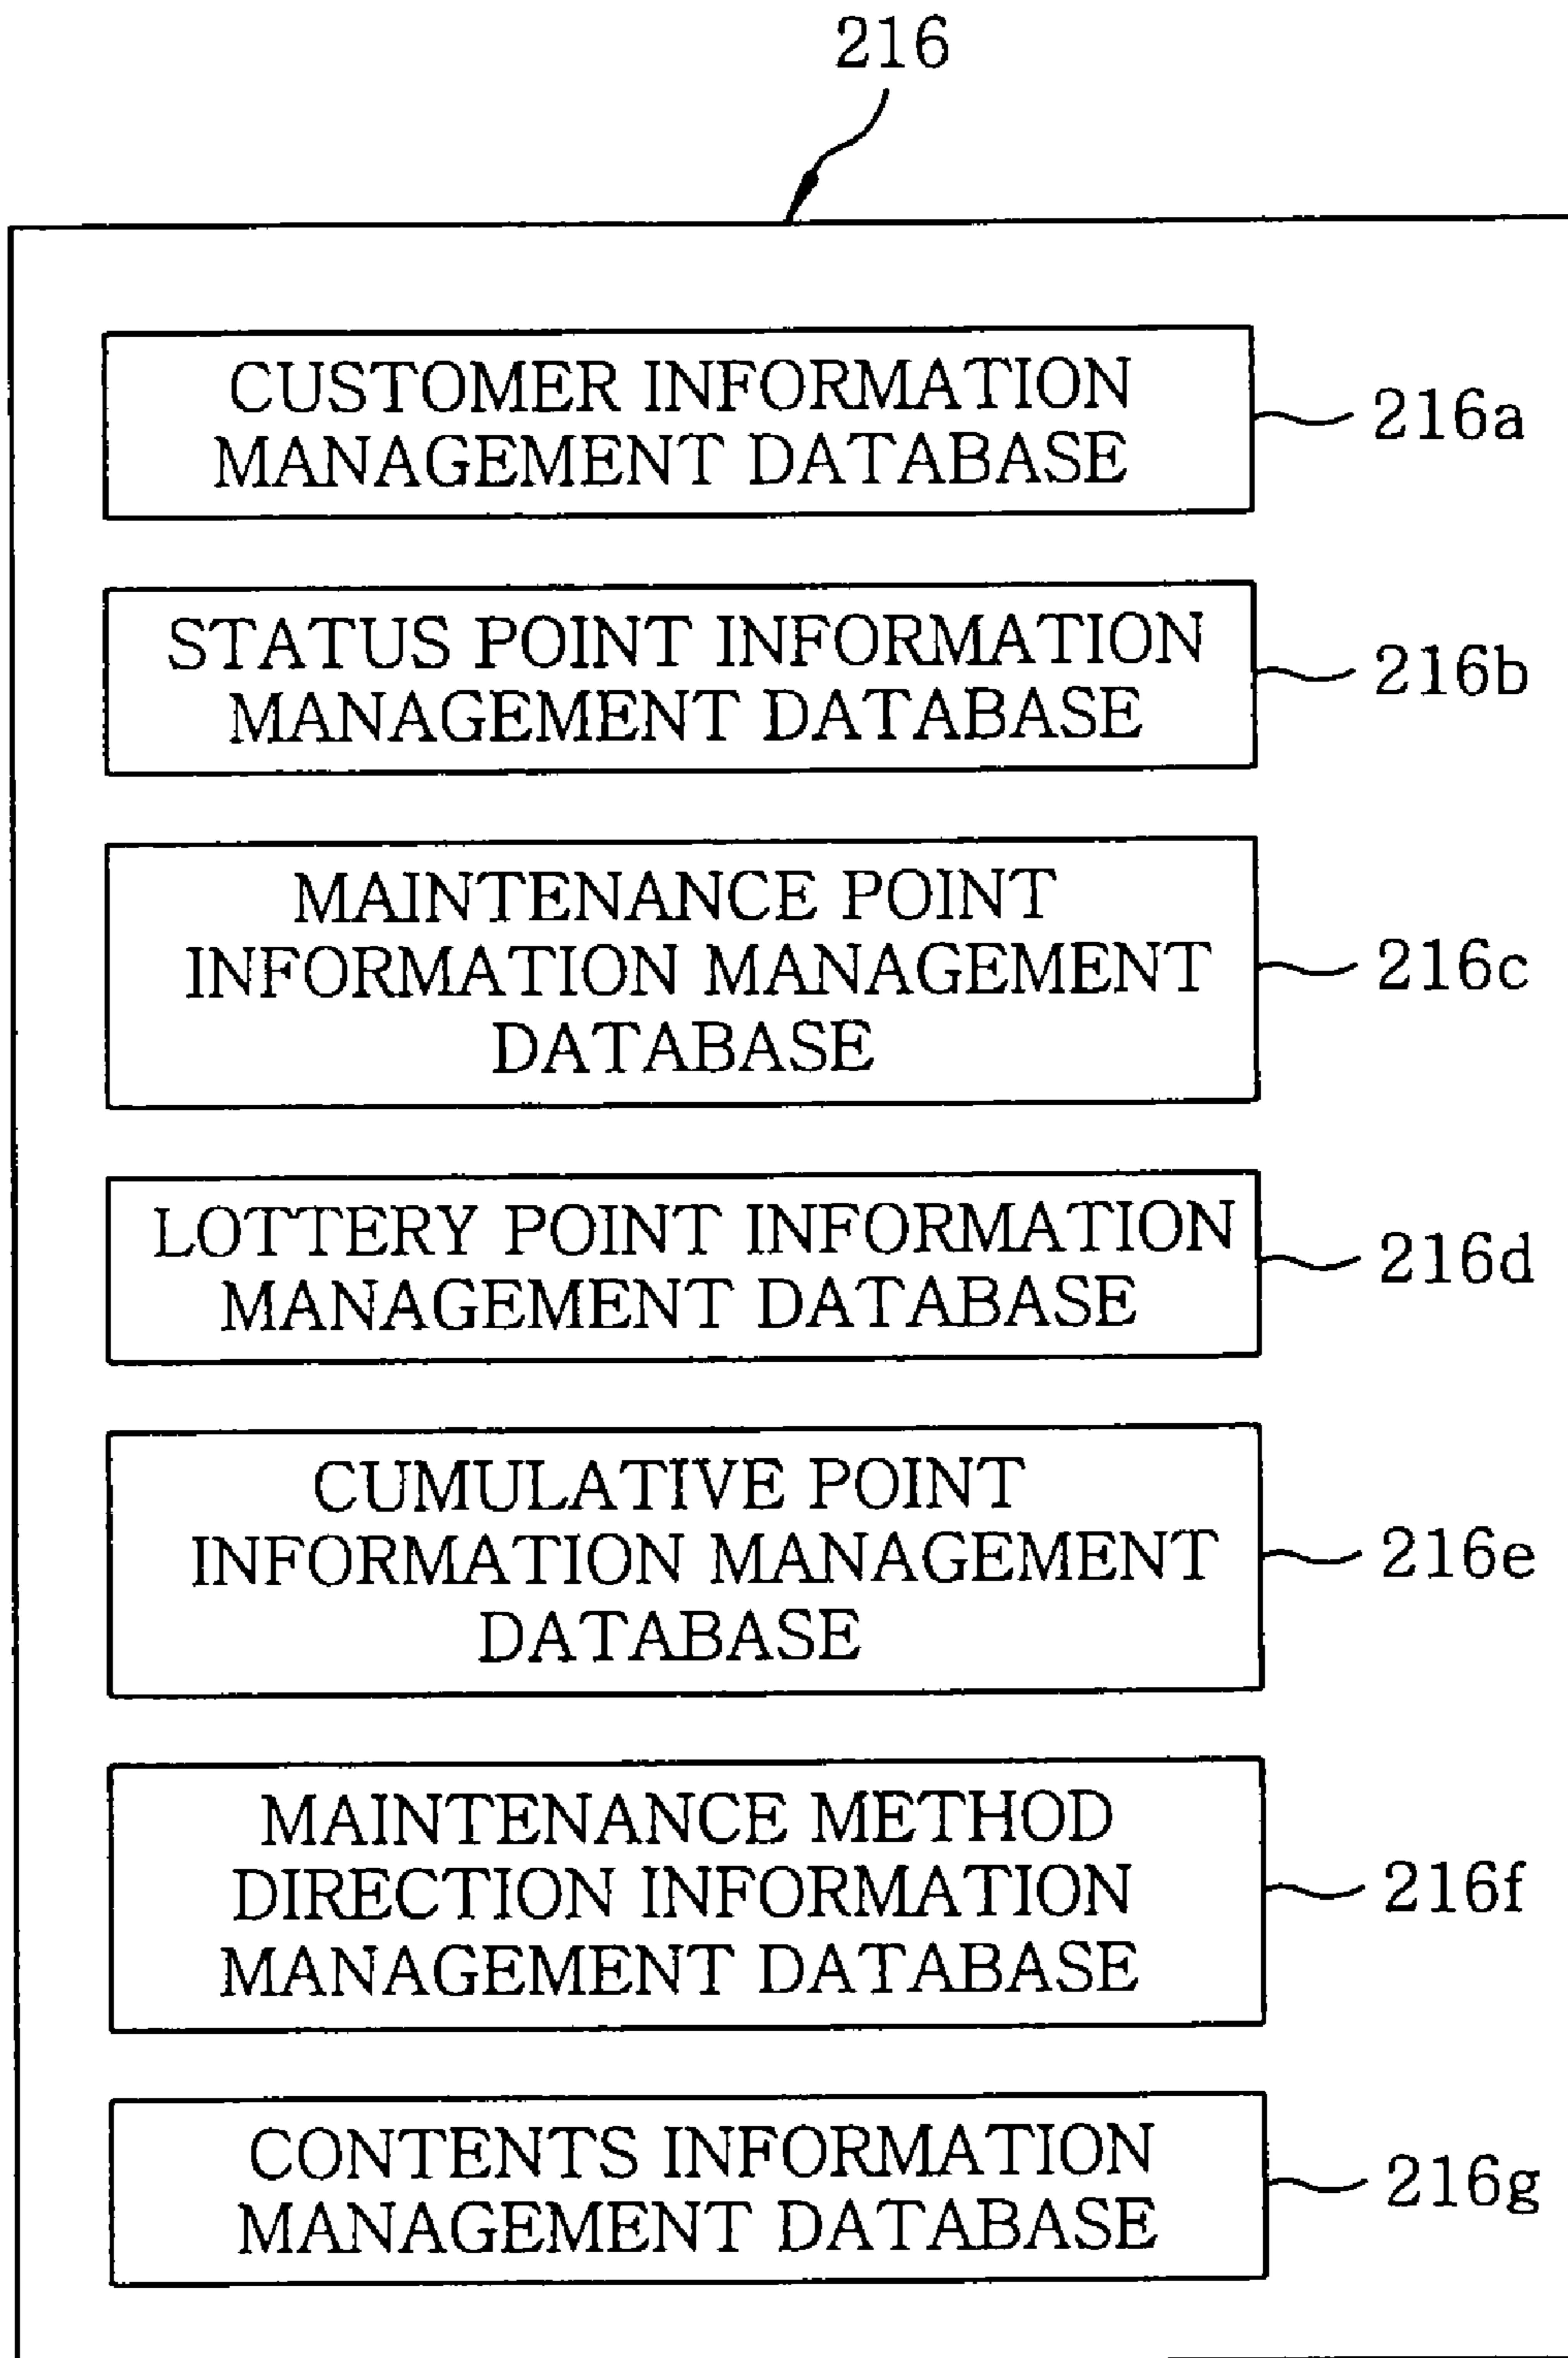 216
CUSTOMER INFORMATION
MANAGEMENT DATABASE
216a
STATUS POINT INFORMATION
MANAGEMENT DATABASE
216b
MAINTENANCE POINT
INFORMATION MANAGEMENT
DATABASE
216c
LOTTERY POINT INFORMATION
MANAGEMENT DATABASE
216d
CUMULATIVE POINT
INFORMATION MANAGEMENT
DATABASE
216e
MAINTENANCE METHOD
DIRECTION INFORMATION
MANAGEMENT DATABASE
216f
CONTENTS INFORMATION
MANAGEMENT DATABASE
216g